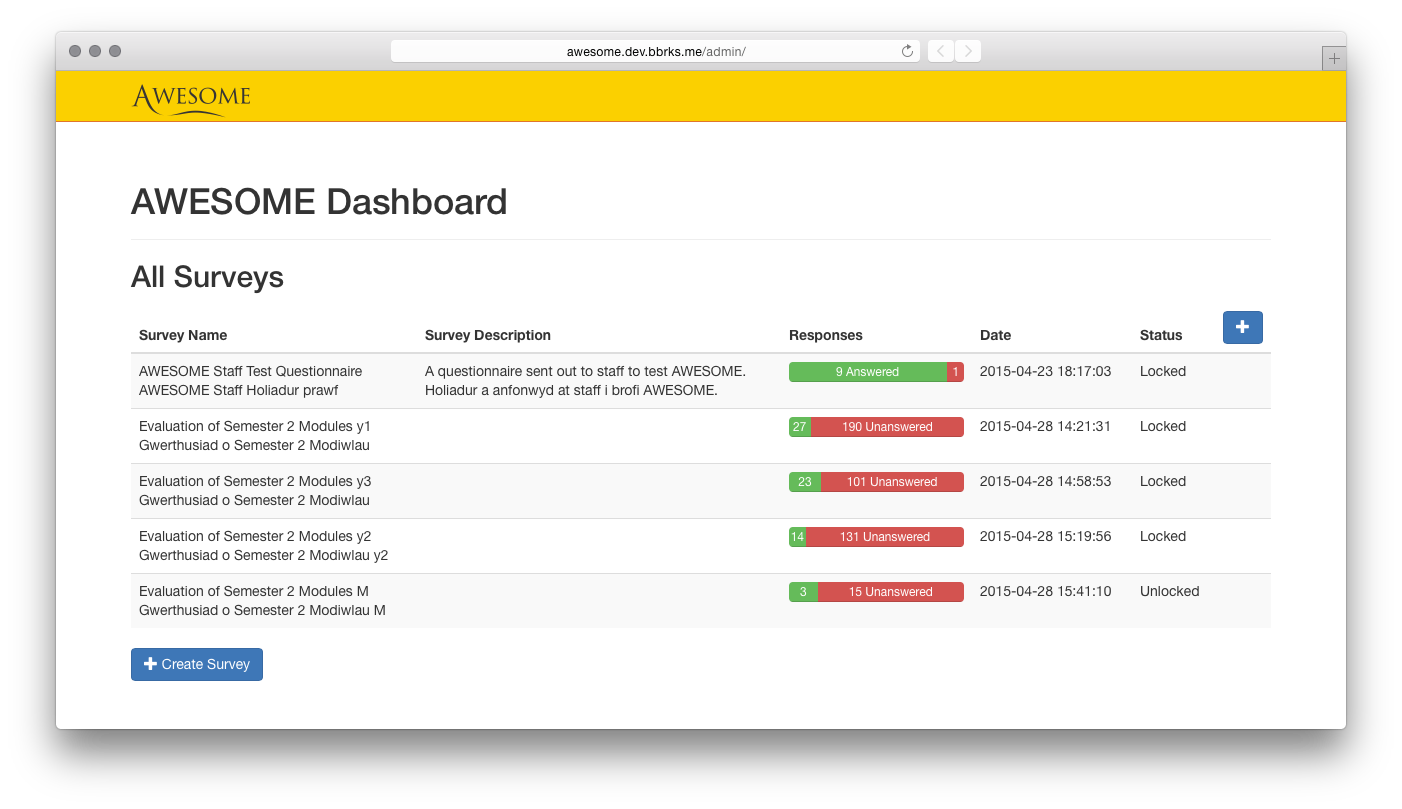 awesome.dev.bbrks.me/admin/
AWESOME
AWESOME Dashboard
All Surveys
Survey Name Survey Description Responses Date Status
AWESOME Staff Test Questionnaire A questionnaire sent out to staff to test AWESOME. 9 Answered 1 2015-04-23 18:17:03 Locked
AWESOME Staff Holiadur prawf Holiadur a anfonwyd at staff i brofi AWESOME.
Evaluation of Semester 2 Modules y1 27 190 Unanswered 2015-04-28 14:21:31 Locked
Gwerthusiad o Semester 2 Modiwlau
Evaluation of Semester 2 Modules y3 23 101 Unanswered 2015-04-28 14:58:53 Locked
Gwerthusiad o Semester 2 Modiwlau
Evaluation of Semester 2 Modules y2 14 131 Unanswered 2015-04-28 15:19:56 Locked
Gwerthusiad o Semester 2 Modiwlau y2
Evaluation of Semester 2 Modules M 3 15 Unanswered 2015-04-28 15:41:10 Unlocked
Gwerthusiad o Semester 2 Modiwlau M
Create Survey